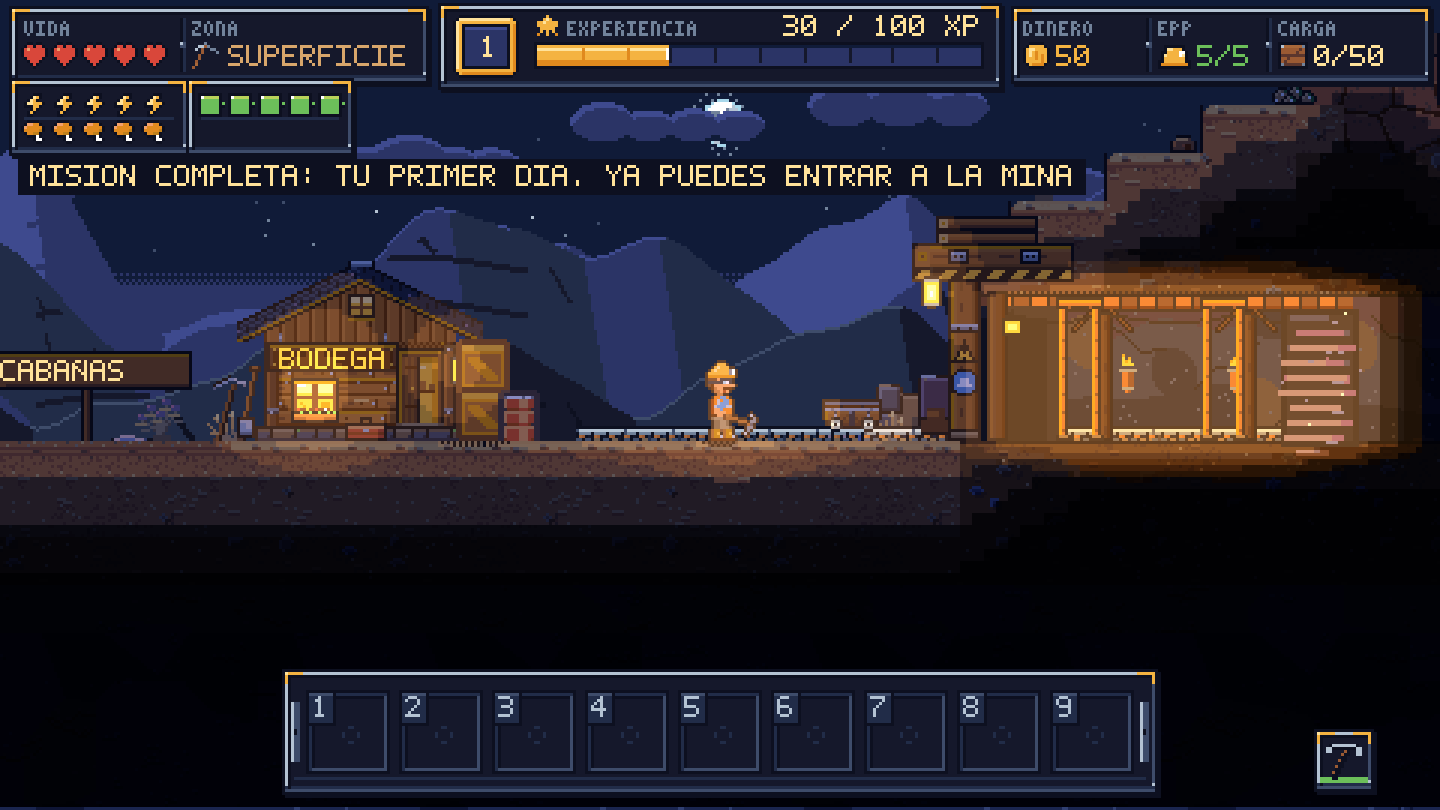 VIDA
ZONA
SUPERFICIE
1
EXPERIENCIA
30 / 100 XP
DINERO
50
EPP
5/5
CARGA
0/50
MISION COMPLETA: TU PRIMER DIA. YA PUEDES ENTRAR A LA MINA
CABAÑAS
BODEGA
1 2 3 4 5 6 7 8 9